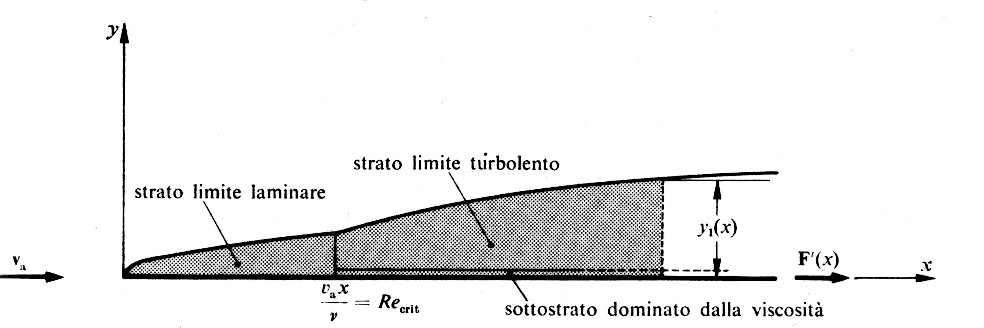 y
strato limite turbolento
strato limite laminare
y₁(x)
vₐ
F′(x)
x
vₐx/ν = Re_crit
sottostrato dominato dalla viscosità